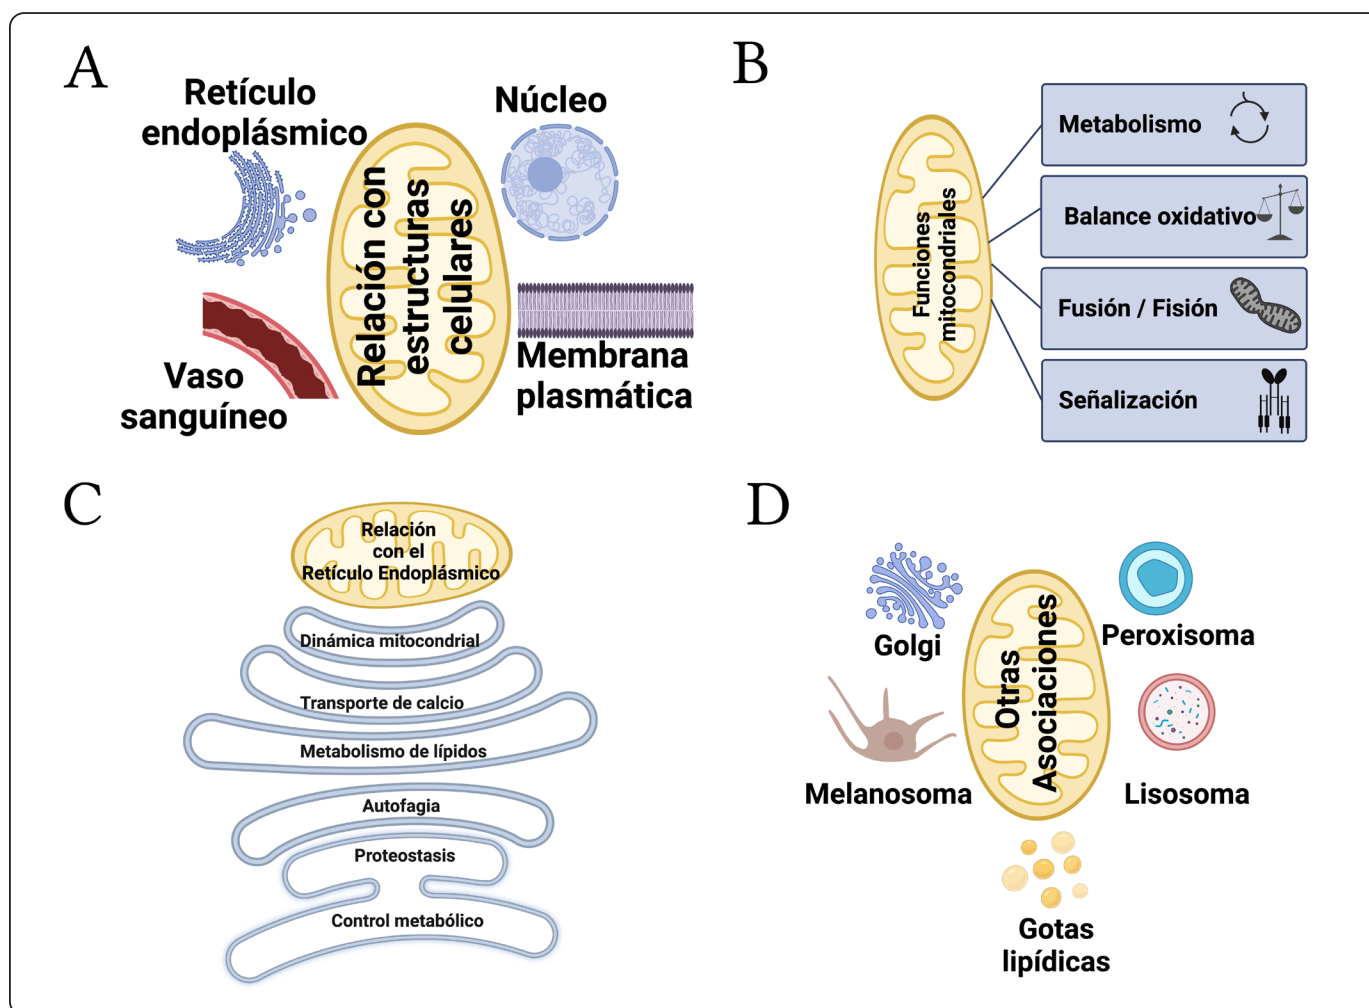 A
Retículo
endoplásmico
Núcleo
Relación con
estructuras
celulares
Vaso
sanguíneo
Membrana
plasmática
B
Funciones
mitocondriales
Metabolismo
Balance oxidativo
Fusión / Fisión
Señalización
C
Relación
con el
Retículo Endoplásmico
Dinámica mitocondrial
Transporte de calcio
Metabolismo de lípidos
Autofagia
Proteostasis
Control metabólico
D
Golgi
Peroxisoma
Otras
Asociaciones
Melanosoma
Lisosoma
Gotas
lipídicas